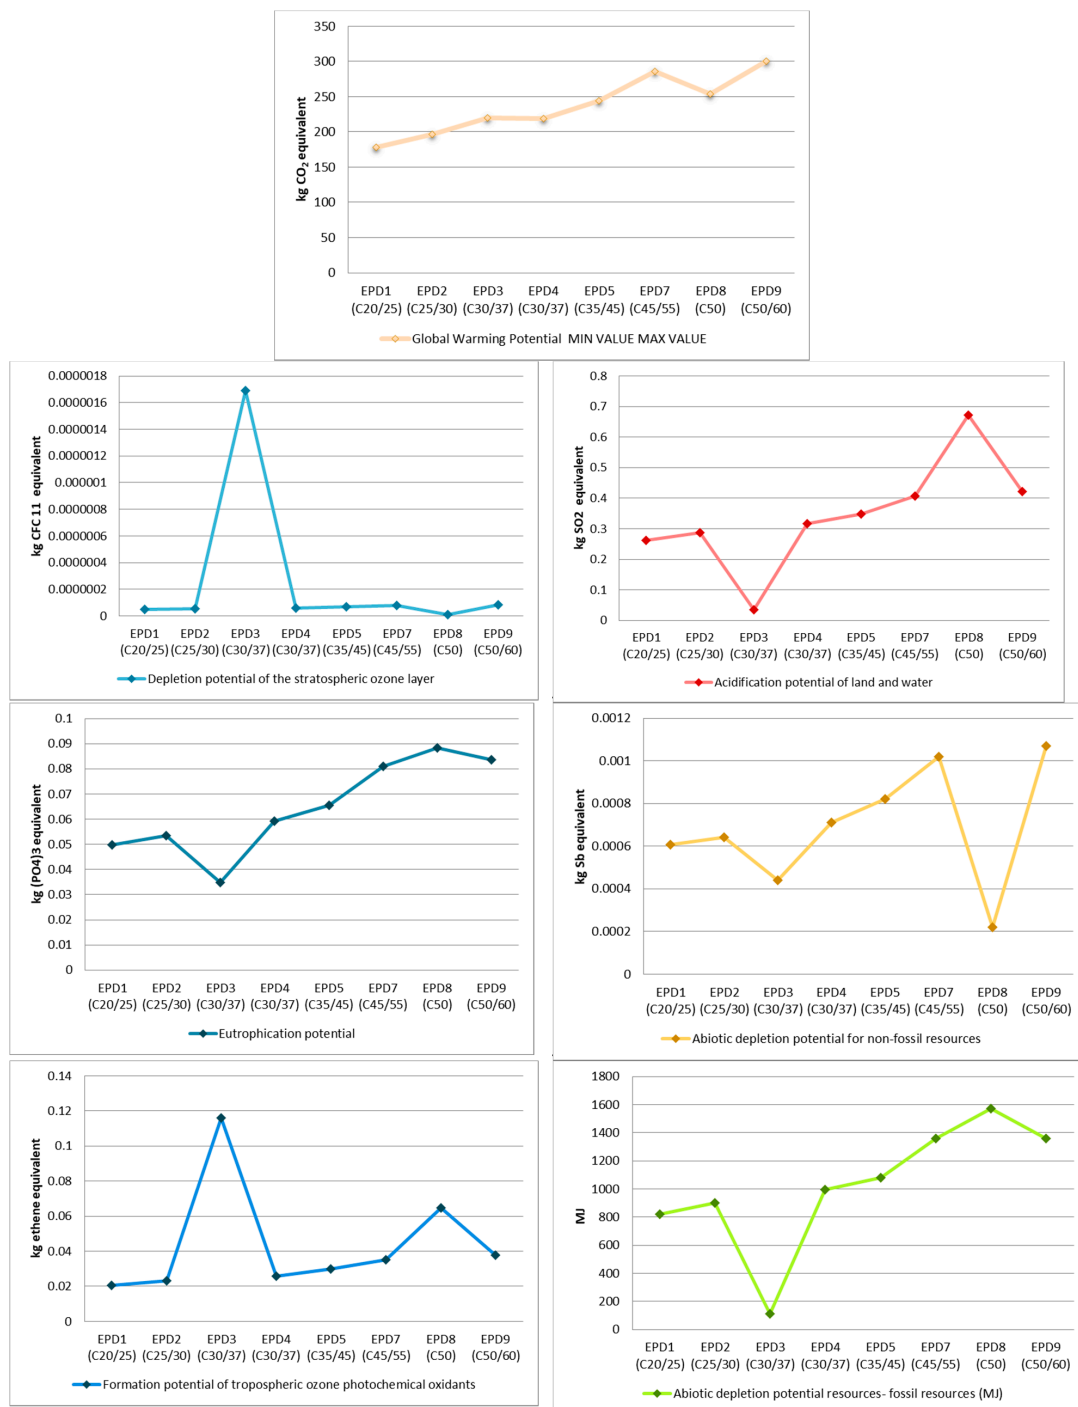 350
300
250
200
150
100
50
0
kg CO2 equivalent
EPD1 EPD2 EPD3 EPD4 EPD5 EPD7 EPD8 EPD9
(C20/25) (C25/30) (C30/37) (C30/37) (C35/45) (C45/55) (C50) (C50/60)
Global Warming Potential MIN VALUE MAX VALUE
0.0000018
0.0000016
0.0000014
0.0000012
0.000001
0.0000008
0.0000006
0.0000004
0.0000002
0
kg CFC 11 equivalent
EPD1 EPD2 EPD3 EPD4 EPD5 EPD7 EPD8 EPD9
(C20/25) (C25/30) (C30/37) (C30/37) (C35/45) (C45/55) (C50) (C50/60)
Depletion potential of the stratospheric ozone layer
0.8
0.7
0.6
0.5
0.4
0.3
0.2
0.1
0
kg SO2 equivalent
EPD1 EPD2 EPD3 EPD4 EPD5 EPD7 EPD8 EPD9
(C20/25) (C25/30) (C30/37) (C30/37) (C35/45) (C45/55) (C50) (C50/60)
Acidification potential of land and water
0.1
0.09
0.08
0.07
0.06
0.05
0.04
0.03
0.02
0.01
0
kg (PO4)3 equivalent
EPD1 EPD2 EPD3 EPD4 EPD5 EPD7 EPD8 EPD9
(C20/25) (C25/30) (C30/37) (C30/37) (C35/45) (C45/55) (C50) (C50/60)
Eutrophication potential
0.0012
0.001
0.0008
0.0006
0.0004
0.0002
0
kg Sb equivalent
EPD1 EPD2 EPD3 EPD4 EPD5 EPD7 EPD8 EPD9
(C20/25) (C25/30) (C30/37) (C30/37) (C35/45) (C45/55) (C50) (C50/60)
Abiotic depletion potential for non-fossil resources
0.14
0.12
0.1
0.08
0.06
0.04
0.02
0
kg ethene equivalent
EPD1 EPD2 EPD3 EPD4 EPD5 EPD7 EPD8 EPD9
(C20/25) (C25/30) (C30/37) (C30/37) (C35/45) (C45/55) (C50) (C50/60)
Formation potential of tropospheric ozone photochemical oxidants
1800
1600
1400
1200
1000
800
600
400
200
0
MJ
EPD1 EPD2 EPD3 EPD4 EPD5 EPD7 EPD8 EPD9
(C20/25) (C25/30) (C30/37) (C30/37) (C35/45) (C45/55) (C50) (C50/60)
Abiotic depletion potential resources- fossil resources (MJ)